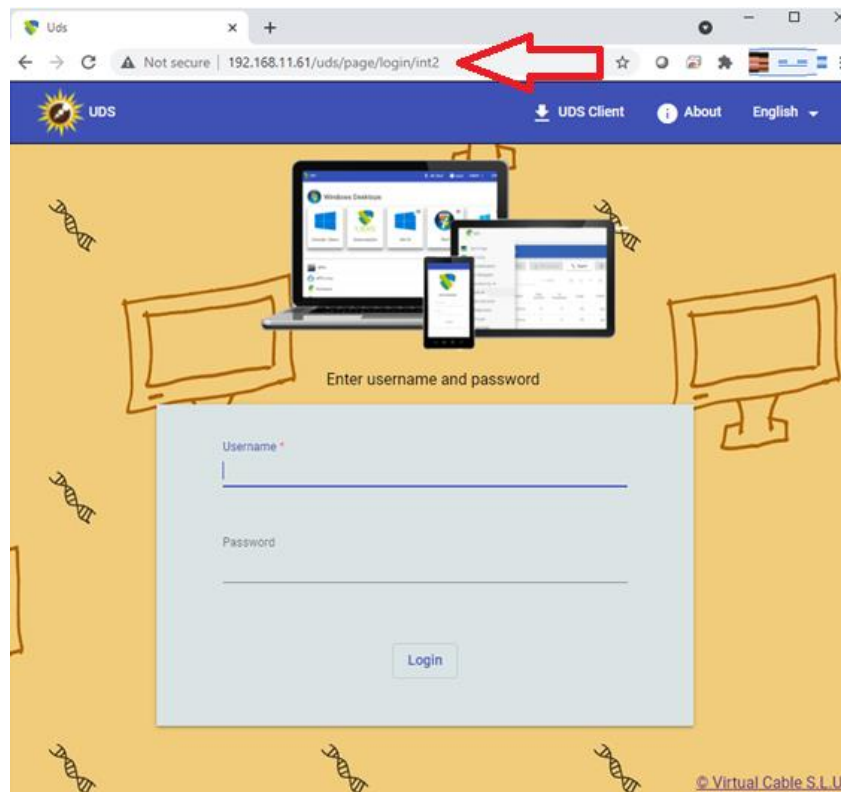 Uds
Not secure | 192.168.11.61/uds/page/login/int2
UDS
UDS Client
About
English
Windows Desktops
Enter username and password
Username *
Password
Login
© Virtual Cable S.L.U